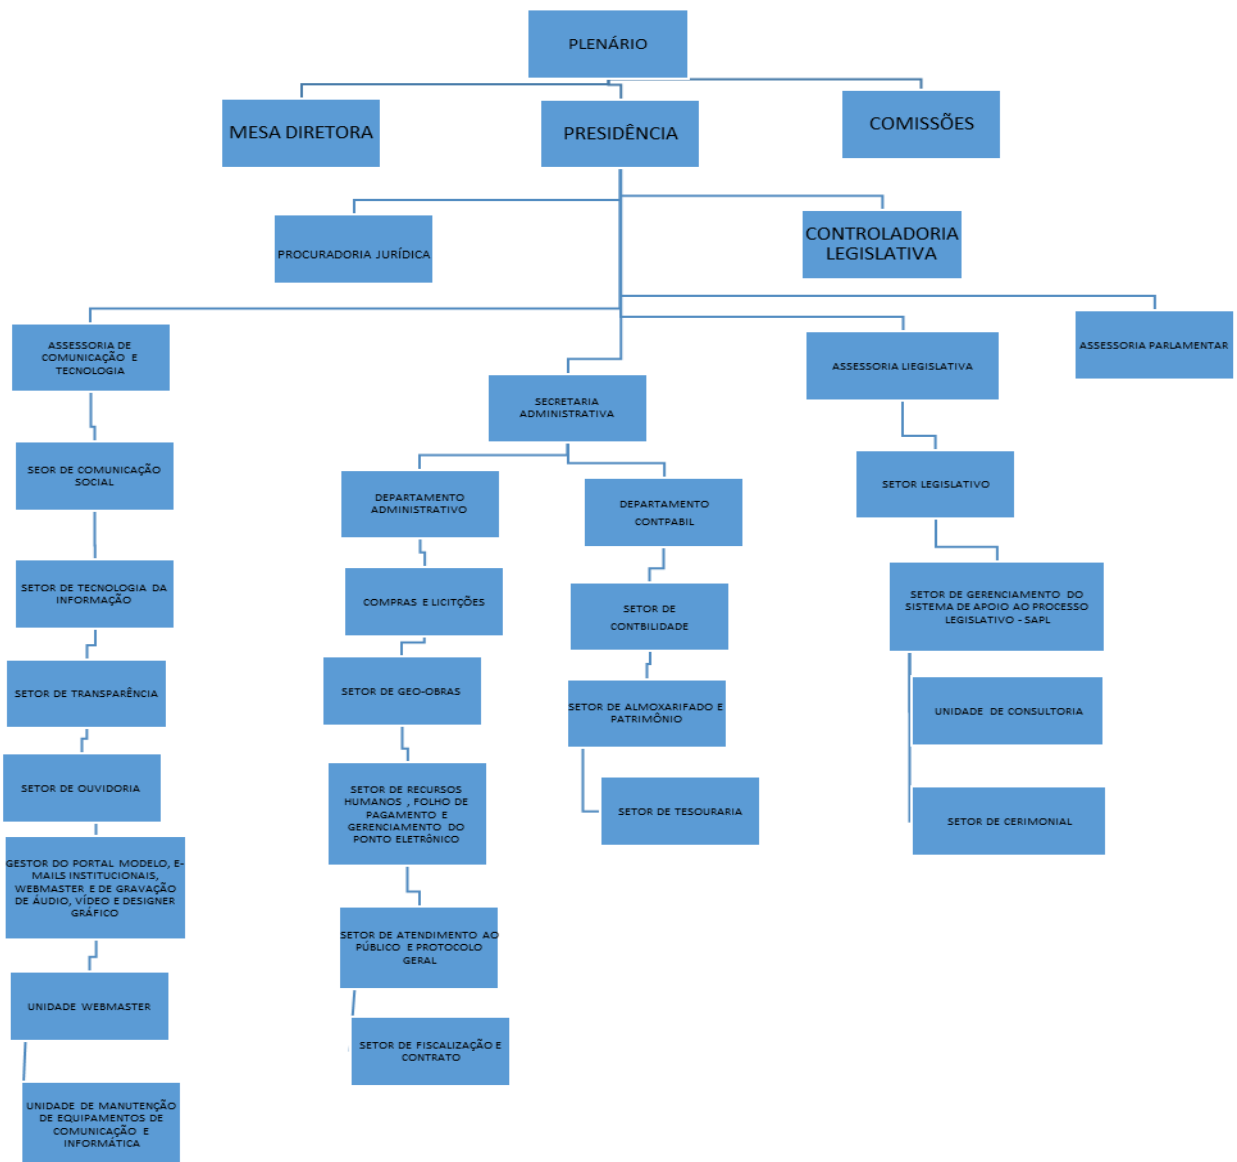 PLENÁRIO
MESA DIRETORA
PRESIDÊNCIA
COMISSÕES
PROCURADORIA JURÍDICA
CONTROLADORIA
LEGISLATIVA
ASSESSORIA DE
COMUNICAÇÃO E
TECNOLOGIA
SECRETARIA
ADMINISTRATIVA
ASSESSORIA LIEGISLATIVA
ASSESSORIA PARLAMENTAR
SEOR DE COMUNICAÇÃO
SOCIAL
SETOR DE TECNOLOGIA DA
INFORMAÇÃO
SETOR DE TRANSPARÊNCIA
SETOR DE OUVIDORIA
GESTOR DO PORTAL MODELO, E-
MAILS INSTITUCIONAIS,
WEBMASTER E DE GRAVAÇÃO
DE ÁUDIO, VÍDEO E DESIGNER
GRÁFICO
UNIDADE WEBMASTER
UNIDADE DE MANUTENÇÃO
DE EQUIPAMENTOS DE
COMUNICAÇÃO E
INFORMÁTICA
DEPARTAMENTO
ADMINISTRATIVO
COMPRAS E LICITÇÕES
SETOR DE GEO-OBRAS
SETOR DE RECURSOS
HUMANOS , FOLHO DE
PAGAMENTO E
GERENCIAMENTO DO
PONTO ELETRôNICO
SETOR DE ATENDIMENTO AO
PÚBLICO E PROTOCOLO
GERAL
SETOR DE FISCALIZAÇÃO E
CONTRATO
DEPARTAMENTO
CONTPABIL
SETOR DE
CONTBILIDADE
SETOR DE ALMOXARIFADO E
PATRIMÔNIO
SETOR DE TESOURARIA
SETOR LEGISLATIVO
SETOR DE GERENCIAMENTO DO
SISTEMA DE APOIO AO PROCESSO
LEGISLATIVO - SAPL
UNIDADE DE CONSULTORIA
SETOR DE CERIMONIAL